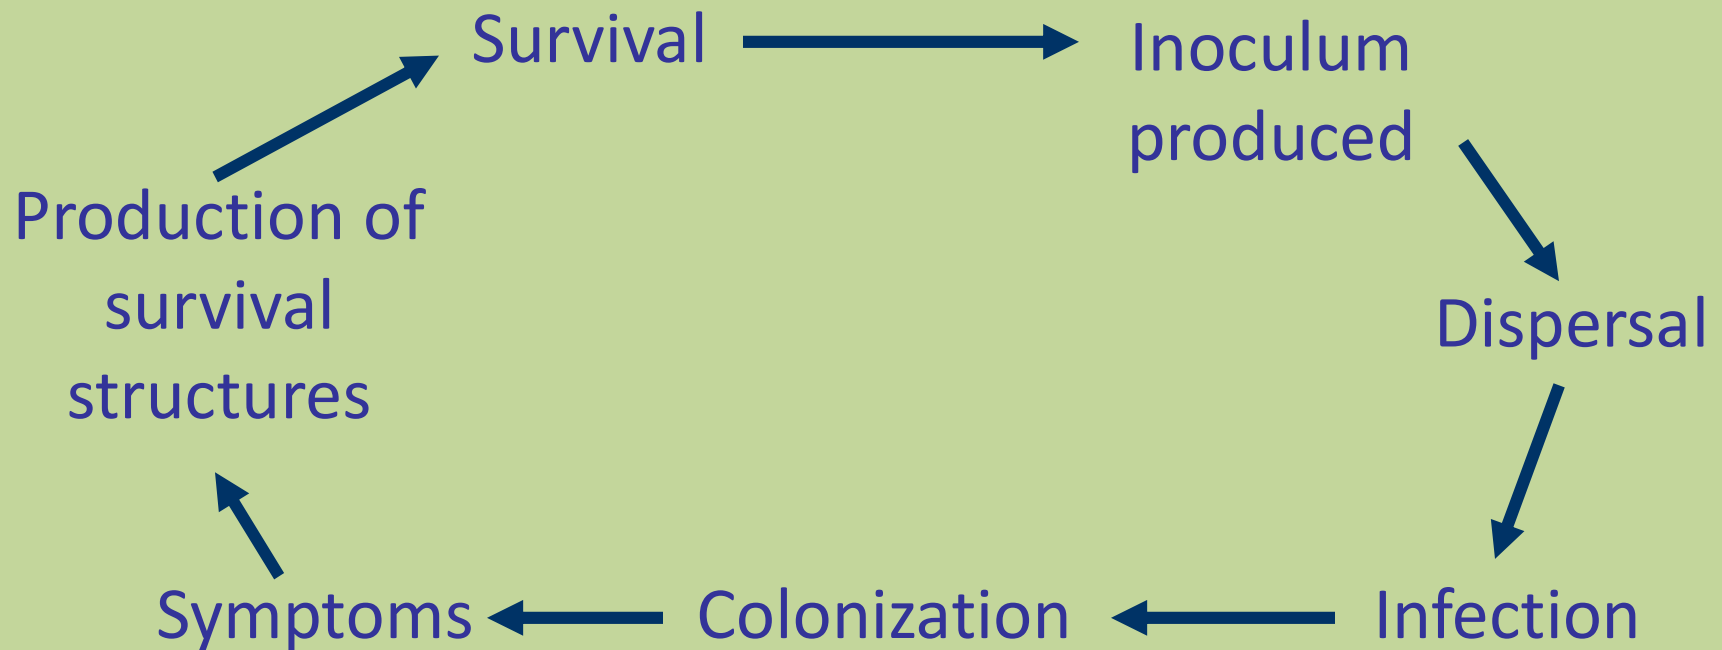 Survival
Inoculum
produced
Production of
survival
structures
Dispersal
Symptoms
Colonization
Infection